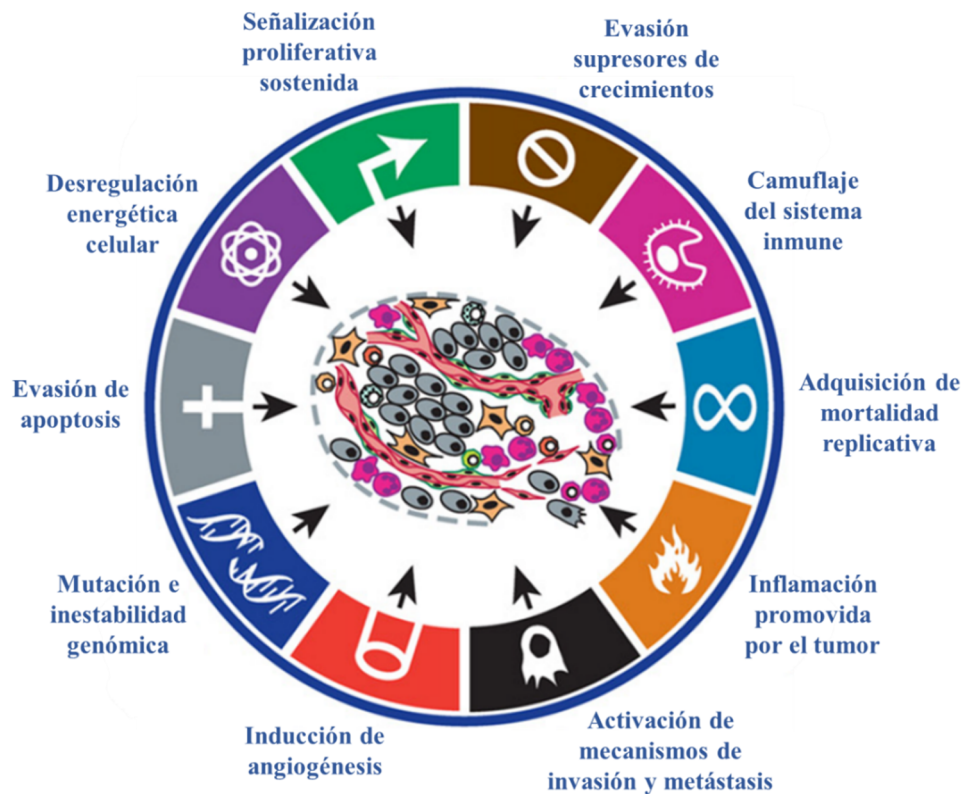 Señalización
proliferativa
sostenida
Evasión
supresores de
crecimientos
Desregulación
energética
celular
Camuflaje
del sistema
inmune
Evasión de
apoptosis
Adquisición de
mortalidad
replicativa
Mutación e
inestabilidad
genómica
Inflamación
promovida
por el tumor
Inducción de
angiogénesis
Activación de
mecanismos de
invasión y metástasis